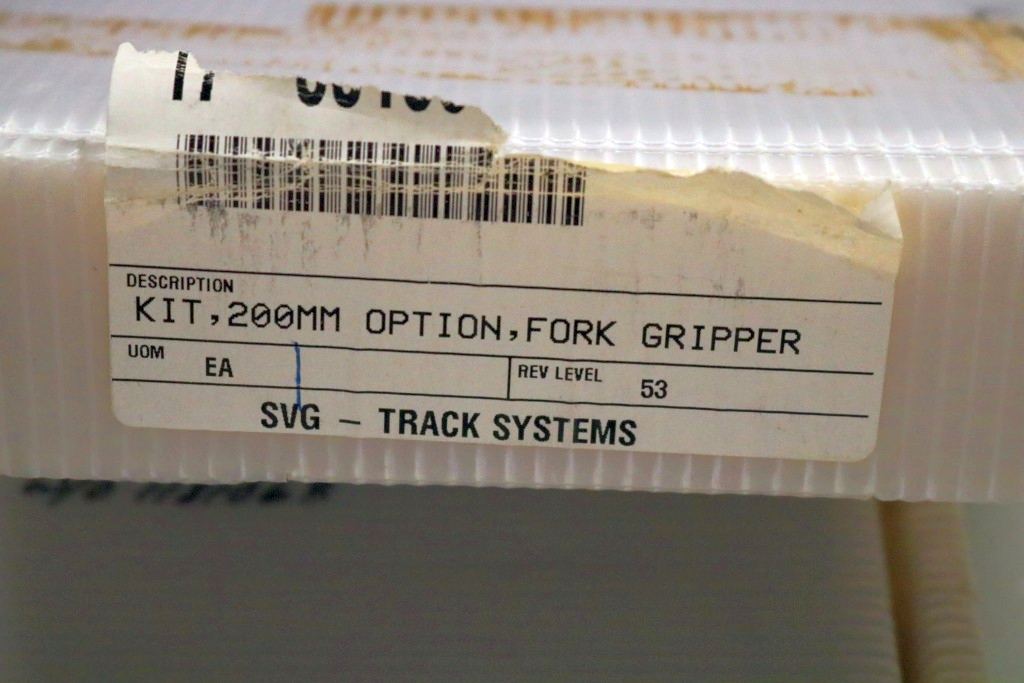 DESCRIPTION
KIT,200MM OPTION,FORK GRIPPER
UOM EA REV LEVEL 53
SVG – TRACK SYSTEMS